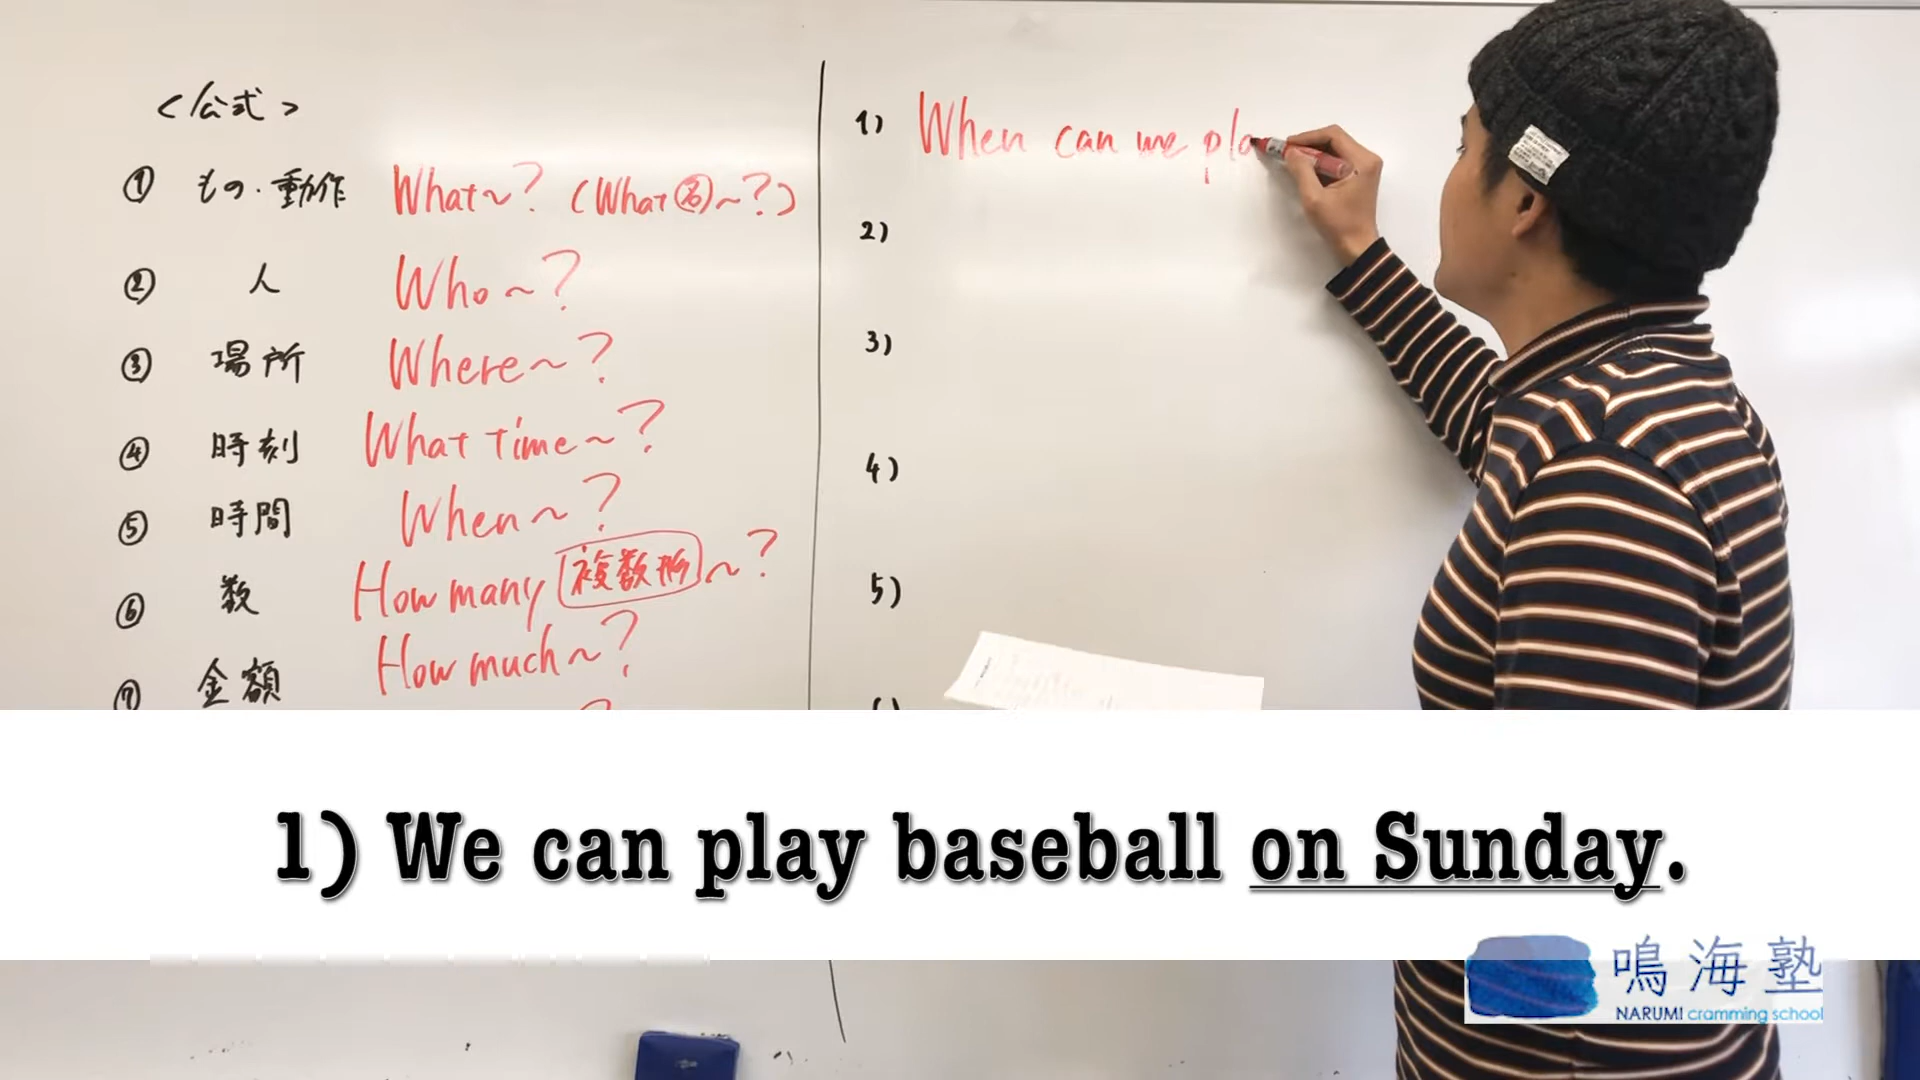 <公式>
① もの・動作 What~? (What名~?)
② 人 Who~?
③ 場所 Where~?
④ 時刻 What time~?
⑤ 時間 When~?
⑥ 数 How many 複数形~?
⑦ 金額 How much~?
1) When can we pla
2)
3)
4)
5)
1) We can play baseball on Sunday.
鳴海塾
NARUMI cramming school